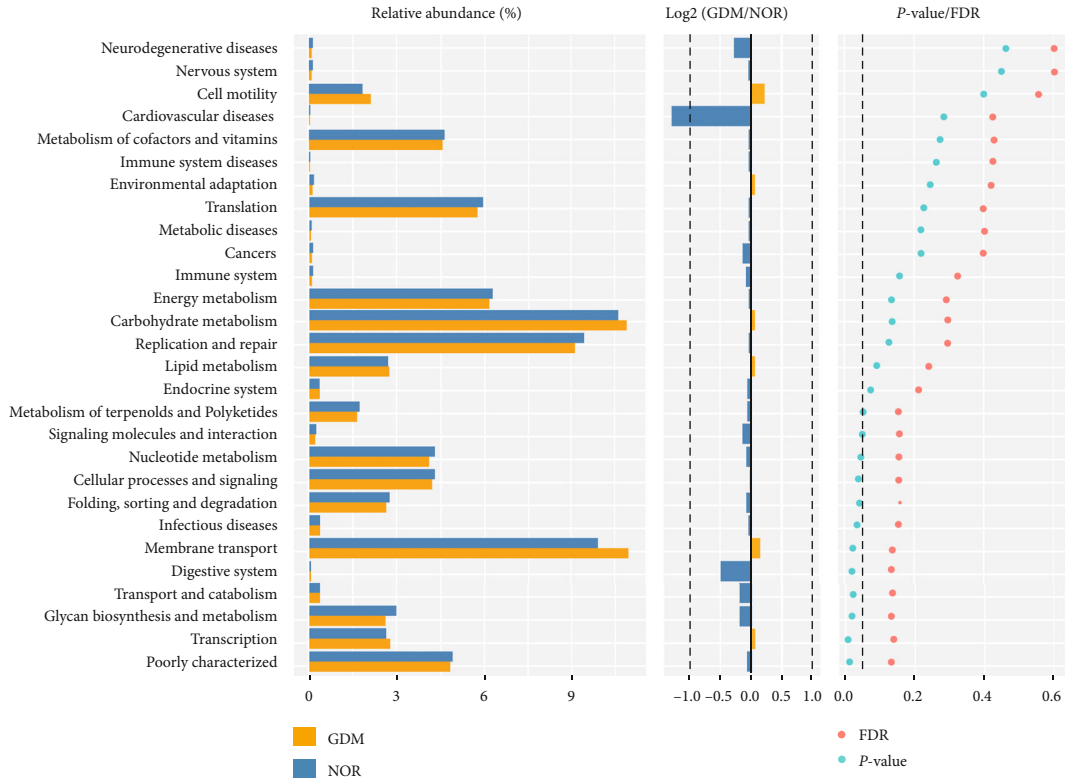 Relative abundance (%)
Log2 (GDM/NOR)
P-value/FDR
Neurodegenerative diseases
Nervous system
Cell motility
Cardiovascular diseases
Metabolism of cofactors and vitamins
Immune system diseases
Environmental adaptation
Translation
Metabolic diseases
Cancers
Immune system
Energy metabolism
Carbohydrate metabolism
Replication and repair
Lipid metabolism
Endocrine system
Metabolism of terpenolds and Polyketides
Signaling molecules and interaction
Nucleotide metabolism
Cellular processes and signaling
Folding, sorting and degradation
Infectious diseases
Membrane transport
Digestive system
Transport and catabolism
Glycan biosynthesis and metabolism
Transcription
Poorly characterized
0 3 6 9
−1.0 −0.5 0.0 0.5 1.0
0.0 0.2 0.4 0.6
GDM
NOR
FDR
P-value